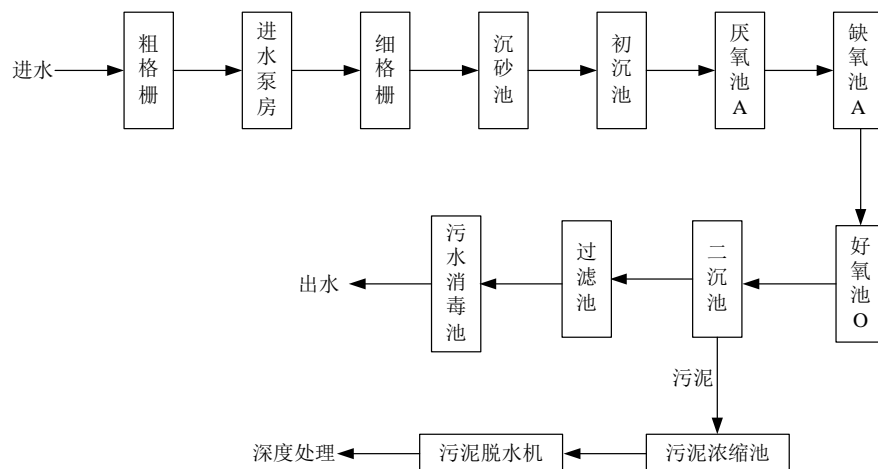 进水
粗格栅
进水泵房
细格栅
沉砂池
初沉池
厌氧池A
缺氧池A
好氧池O
二沉池
过滤池
污水消毒池
出水
污泥
污泥浓缩池
污泥脱水机
深度处理